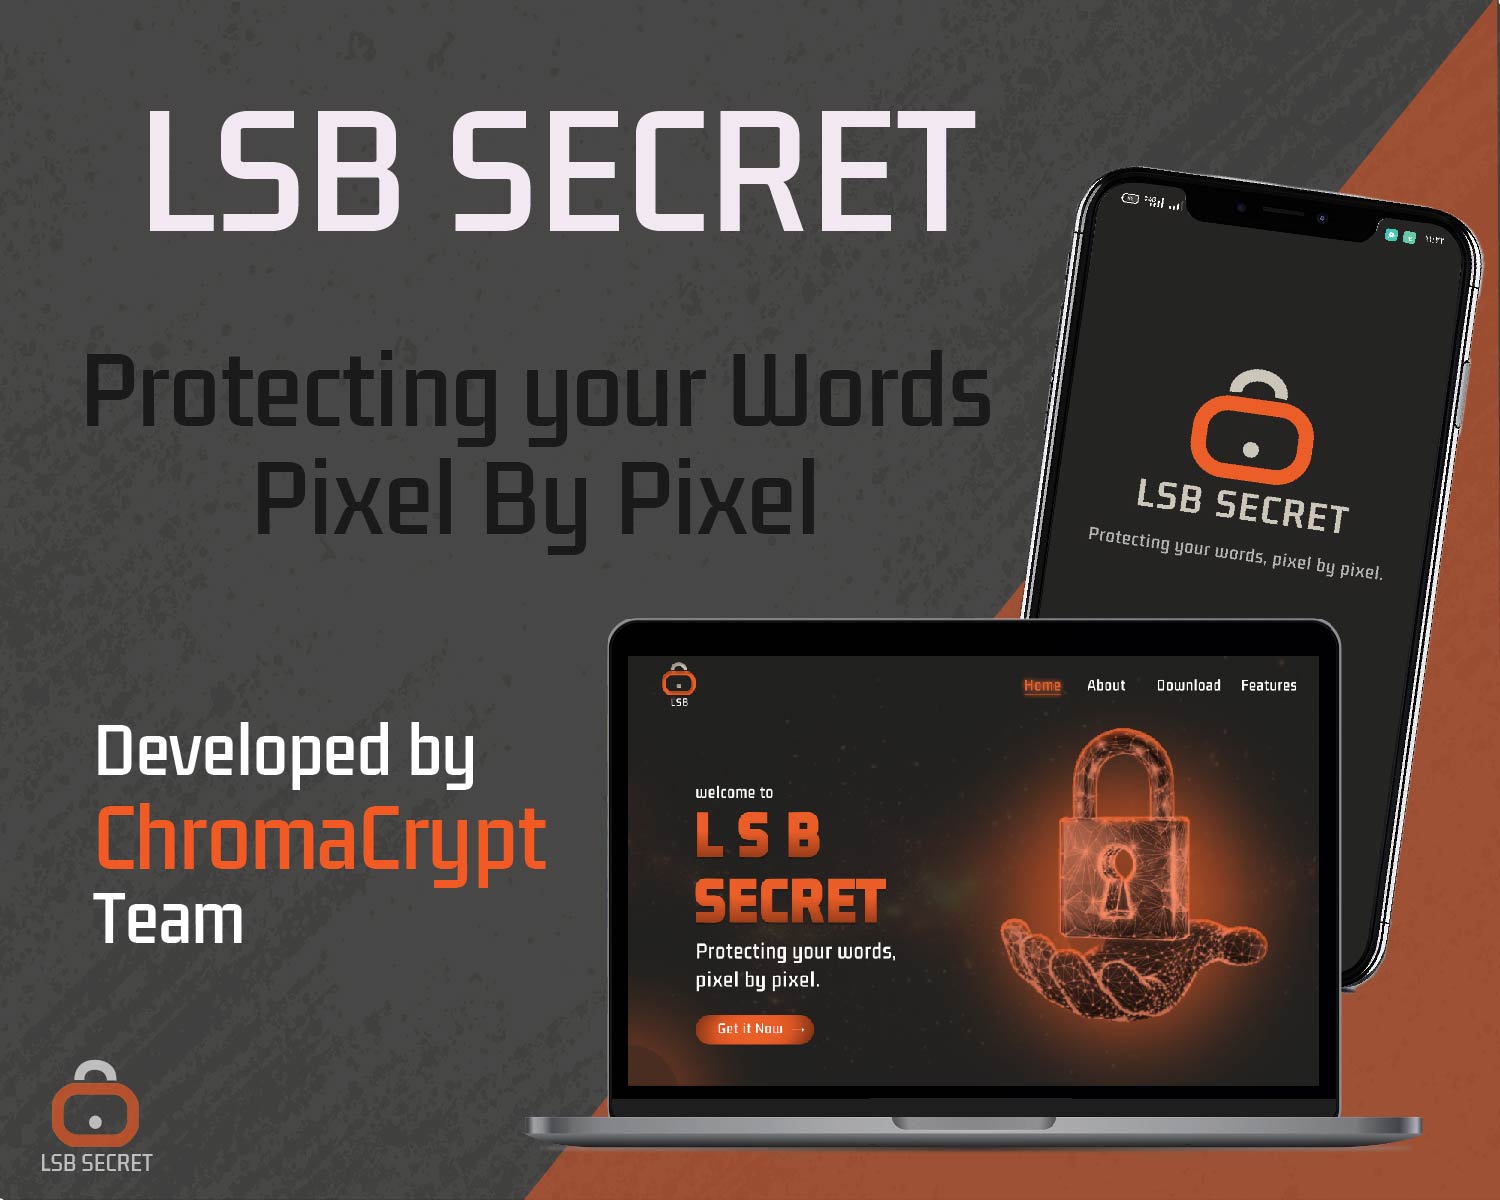 LSB SECRET
Protecting your Words
Pixel By Pixel
LSB SECRET
Protecting your words, pixel by pixel.
Developed by
ChromaCrypt
Team
LSB
Home About Download Features
welcome to
LSB
SECRET
Protecting your words,
pixel by pixel.
Get it Now →
LSB SECRET